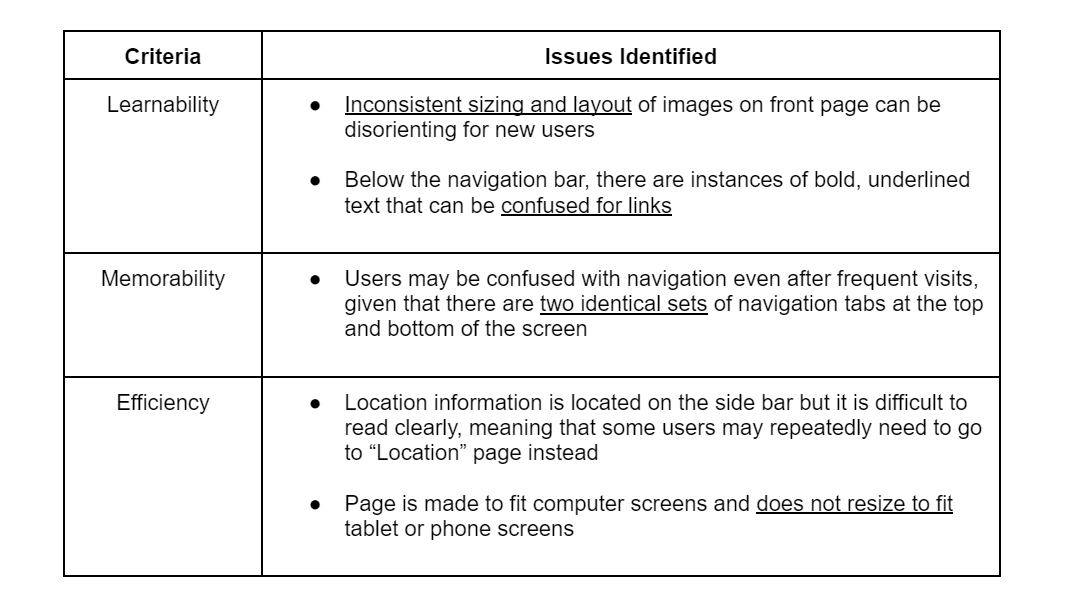 Criteria
Issues Identified
Learnability
● Inconsistent sizing and layout of images on front page can be
disorienting for new users
● Below the navigation bar, there are instances of bold, underlined
text that can be confused for links
Memorability
● Users may be confused with navigation even after frequent visits,
given that there are two identical sets of navigation tabs at the top
and bottom of the screen
Efficiency
● Location information is located on the side bar but it is difficult to
read clearly, meaning that some users may repeatedly need to go
to “Location” page instead
● Page is made to fit computer screens and does not resize to fit
tablet or phone screens